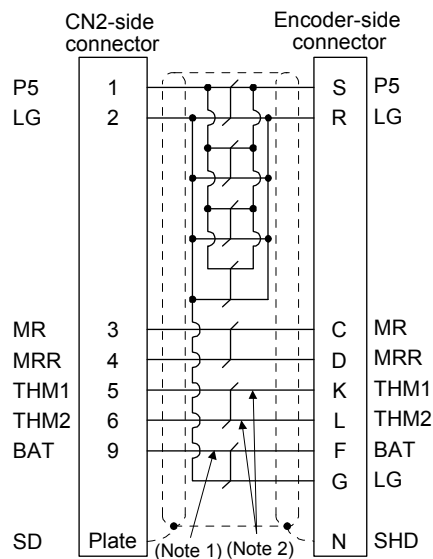 CN2-side connector
Encoder-side connector
P5 1 S P5
LG 2 R LG
MR 3 C MR
MRR 4 D MRR
THM1 5 K THM1
THM2 6 L THM2
BAT 9 F BAT
G LG
SD Plate (Note 1) (Note 2) N SHD